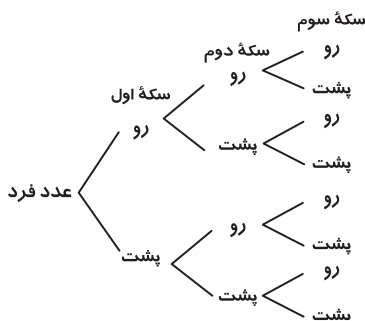 سکهٔ سوم
رو
سکهٔ دوم
رو
پشت
سکهٔ اول
رو
رو
پشت
پشت
عدد فرد
رو
رو
پشت
پشت
رو
پشت
پشت